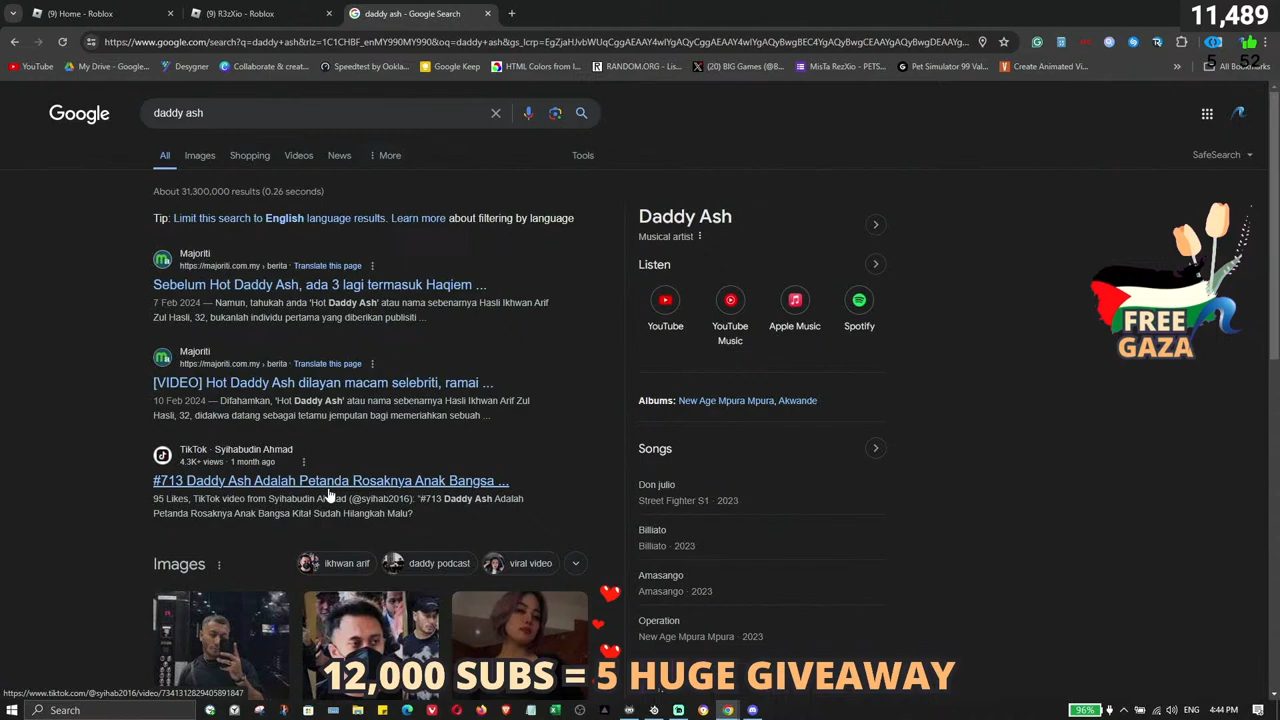 (9) Home - Roblox
(9) R3zXio - Roblox
daddy ash - Google Search
11,489
5
52
YouTube
My Drive - Google...
Desygner
Collaborate & creat...
Speedtest by Ookla...
Google Keep
HTML Colors from I...
RANDOM.ORG - Lis...
(20) BIG Games (@8...
MisTa RezXio - PETS...
Pet Simulator 99 Val...
Create Animated Vi...
All Bookmarks
Google
daddy ash
All
Images
Shopping
Videos
News
More
Tools
SafeSearch
About 31,300,000 results (0.26 seconds)
Tip: Limit this search to English language results. Learn more about filtering by language
Majoriti
https://majoriti.com.my › berita · Translate this page
Sebelum Hot Daddy Ash, ada 3 lagi termasuk Haqiem ...
7 Feb 2024 — Namun, tahukah anda 'Hot Daddy Ash' atau nama sebenarnya Hasli Ikhwan Arif
Zul Hasli, 32, bukanlah individu pertama yang diberikan publisiti ...
Majoriti
https://majoriti.com.my › berita · Translate this page
[VIDEO] Hot Daddy Ash dilayan macam selebriti, ramai ...
10 Feb 2024 — Difahamkan, 'Hot Daddy Ash' atau nama sebenarnya Hasli Ikhwan Arif Zul
Hasli, 32, didakwa datang sebagai tetamu jemputan bagi memeriahkan sebuah ...
TikTok · Syihabudin Ahmad
4.3K+ views · 1 month ago
#713 Daddy Ash Adalah Petanda Rosaknya Anak Bangsa ...
95 Likes, TikTok video from Syihabudin Ahmad (@syihab2016): "#713 Daddy Ash Adalah
Petanda Rosaknya Anak Bangsa Kita! Sudah Hilangkah Malu?
Images
ikhwan arif
daddy podcast
viral video
Daddy Ash
Musical artist
Listen
YouTube
YouTube Music
Apple Music
Spotify
Albums: New Age Mpura Mpura, Akwande
Songs
Don julio
Street Fighter S1 · 2023
Billiato
Billiato · 2023
Amasango
Amasango · 2023
Operation
New Age Mpura Mpura · 2023
FREE
GAZA
12,000 SUBS = 5 HUGE GIVEAWAY
https://www.tiktok.com/@syihab2016/video/7341312829405891847
Search
96%
ENG
4:44 PM